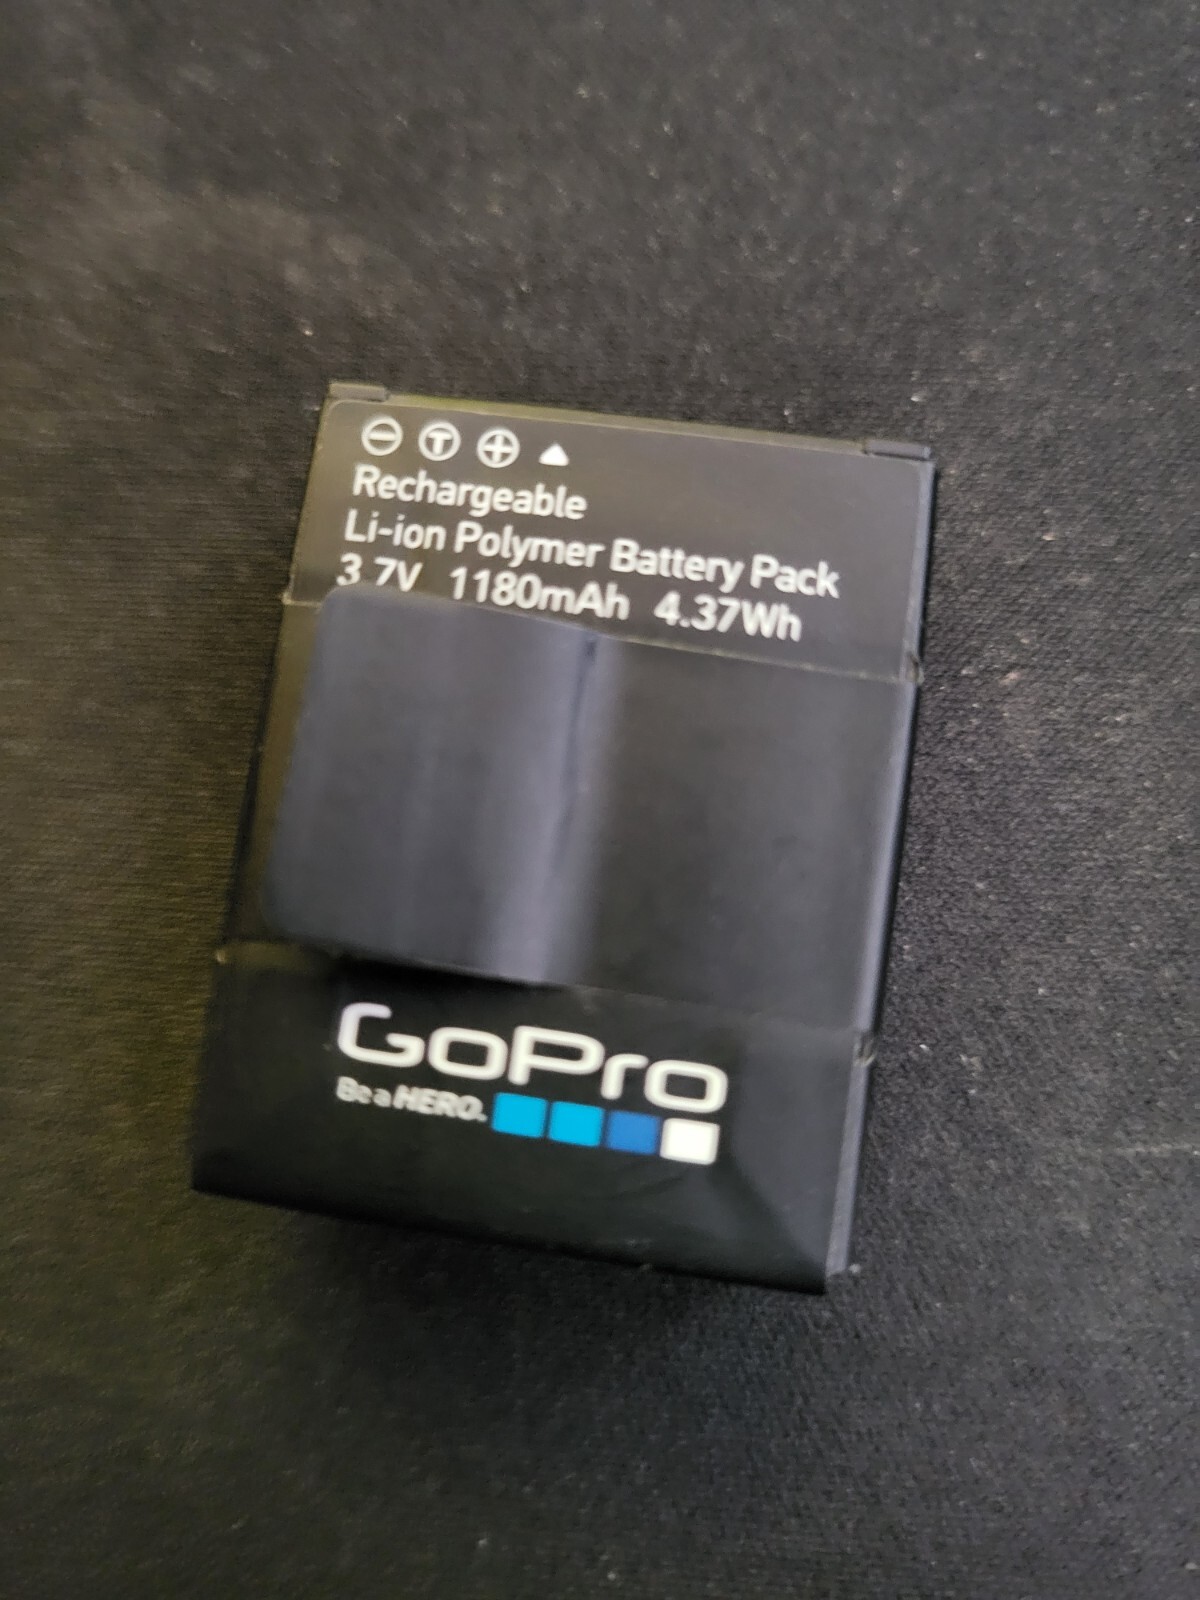 Rechargeable
Li-ion Polymer Battery Pack
3.7V 1180mAh 4.37Wh
GoPro
Be a HERO.